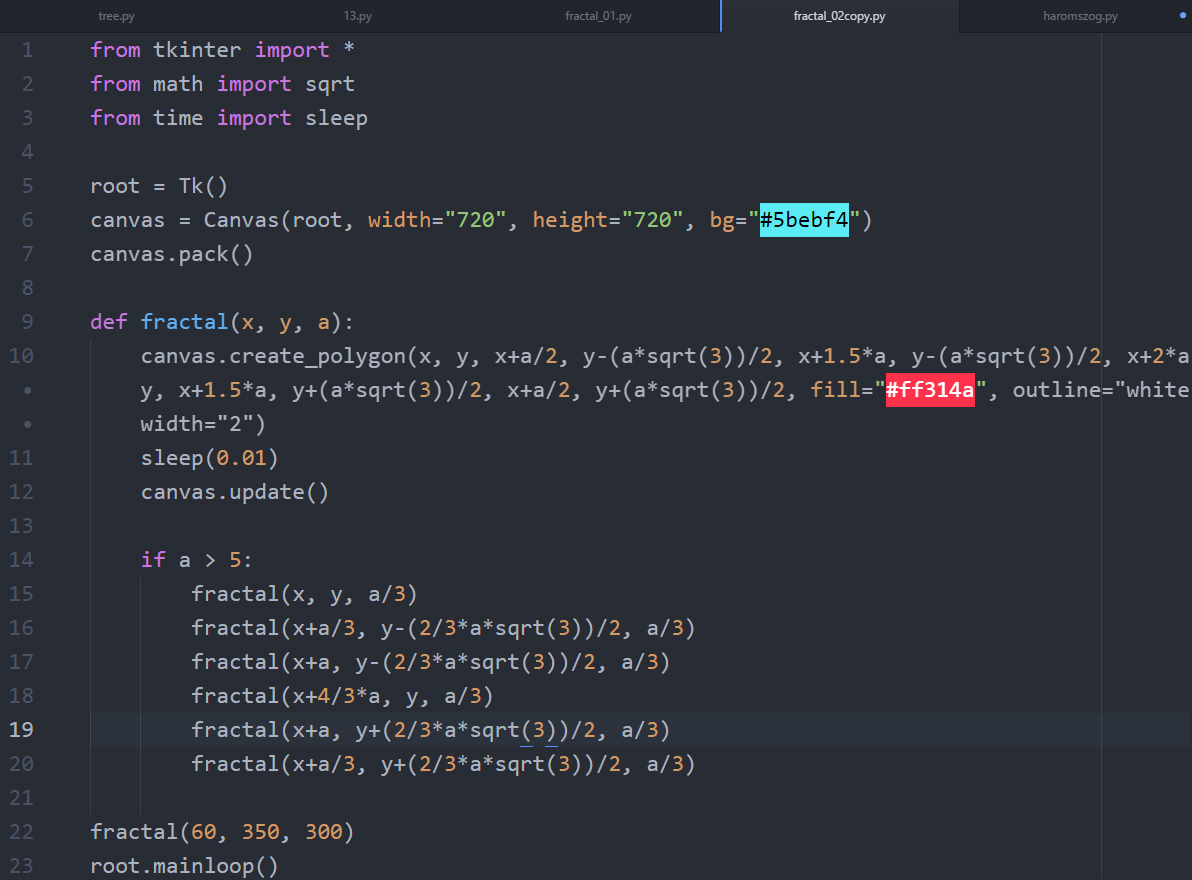 tree.py 13.py fractal_01.py fractal_02copy.py haromszog.py
1 from tkinter import *
2 from math import sqrt
3 from time import sleep
4
5 root = Tk()
6 canvas = Canvas(root, width="720", height="720", bg="#5bebf4")
7 canvas.pack()
8
9 def fractal(x, y, a):
10 canvas.create_polygon(x, y, x+a/2, y-(a*sqrt(3))/2, x+1.5*a, y-(a*sqrt(3))/2, x+2*a
• y, x+1.5*a, y+(a*sqrt(3))/2, x+a/2, y+(a*sqrt(3))/2, fill="#ff314a", outline="white
• width="2")
11 sleep(0.01)
12 canvas.update()
13
14 if a > 5:
15 fractal(x, y, a/3)
16 fractal(x+a/3, y-(2/3*a*sqrt(3))/2, a/3)
17 fractal(x+a, y-(2/3*a*sqrt(3))/2, a/3)
18 fractal(x+4/3*a, y, a/3)
19 fractal(x+a, y+(2/3*a*sqrt(3))/2, a/3)
20 fractal(x+a/3, y+(2/3*a*sqrt(3))/2, a/3)
21
22 fractal(60, 350, 300)
23 root.mainloop()